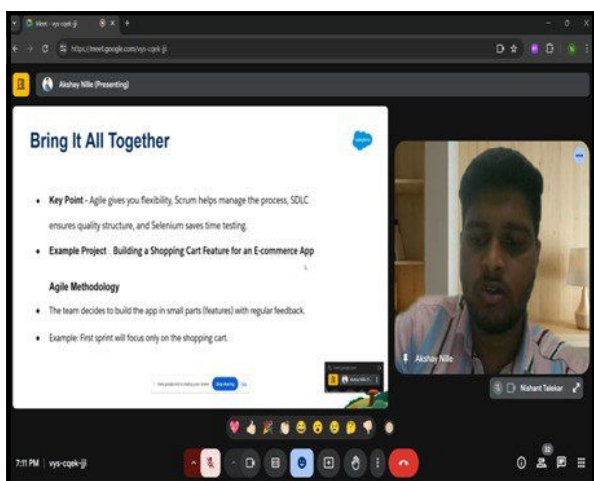 Meet - vys-cqek-jji
https://meet.google.com/vys-cqek-jji
Akshay Nille (Presenting)
Bring It All Together
salesforce
• Key Point - Agile gives you flexibility, Scrum helps manage the process, SDLC
ensures quality structure, and Selenium saves time testing.
• Example Project : Building a Shopping Cart Feature for an E-commerce App
Agile Methodology
• The team decides to build the app in small parts (features) with regular feedback.
• Example: First sprint will focus only on the shopping cart.
Stop sharing
Hide
Akshay Nille
Nishant Talekar
7:11 PM | vys-cqek-jji
32